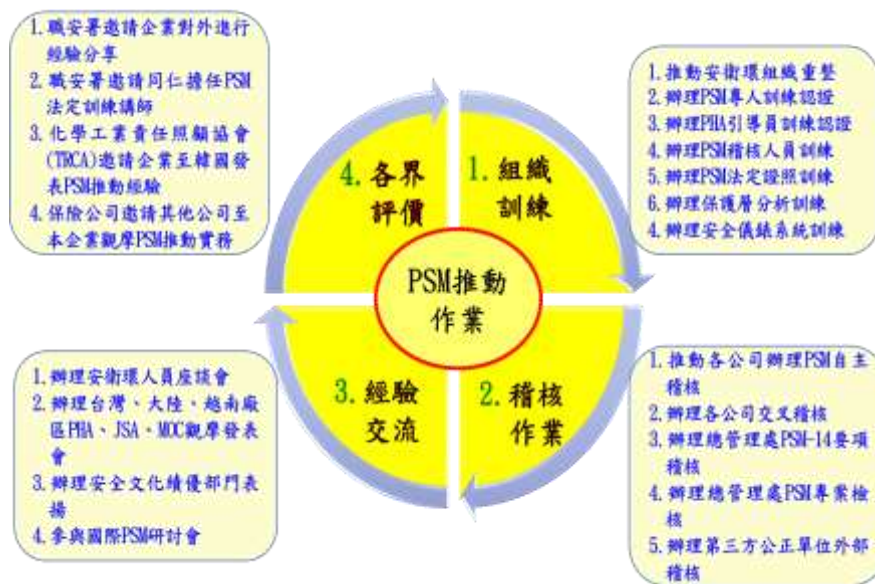 PSM推動
作業
1. 組織
訓練
1. 推動安衛環組織重整
2. 辦理PSM專人訓練認證
3. 辦理PHA引導員訓練認證
4. 辦理PSM稽核人員訓練
5. 辦理PSM法定證照訓練
6. 辦理保護層分析訓練
4. 辦理安全儀錶系統訓練
2. 稽核
作業
1. 推動各公司辦理PSM自主
稽核
2. 辦理各公司交叉稽核
3. 辦理總管理處PSM-14要項
稽核
4. 辦理總管理處PSM專案檢
核
5. 辦理第三方公正單位外部
稽核
3. 經驗
交流
1. 辦理安衛環人員座談會
2. 辦理台灣、大陸、越南廠
區PHA、JSA、MOC觀摩發表
會
3. 辦理安全文化績優部門表
揚
4. 參與國際PSM研討會
4. 各界
評價
1. 職安署邀請企業對外進行
經驗分享
2. 職安署邀請同仁擔任PSM
法定訓練講師
3. 化學工業責任照顧協會
(TRCA)邀請企業至韓國發
表PSM推動經驗
4. 保險公司邀請其他公司至
本企業觀摩PSM推動實務